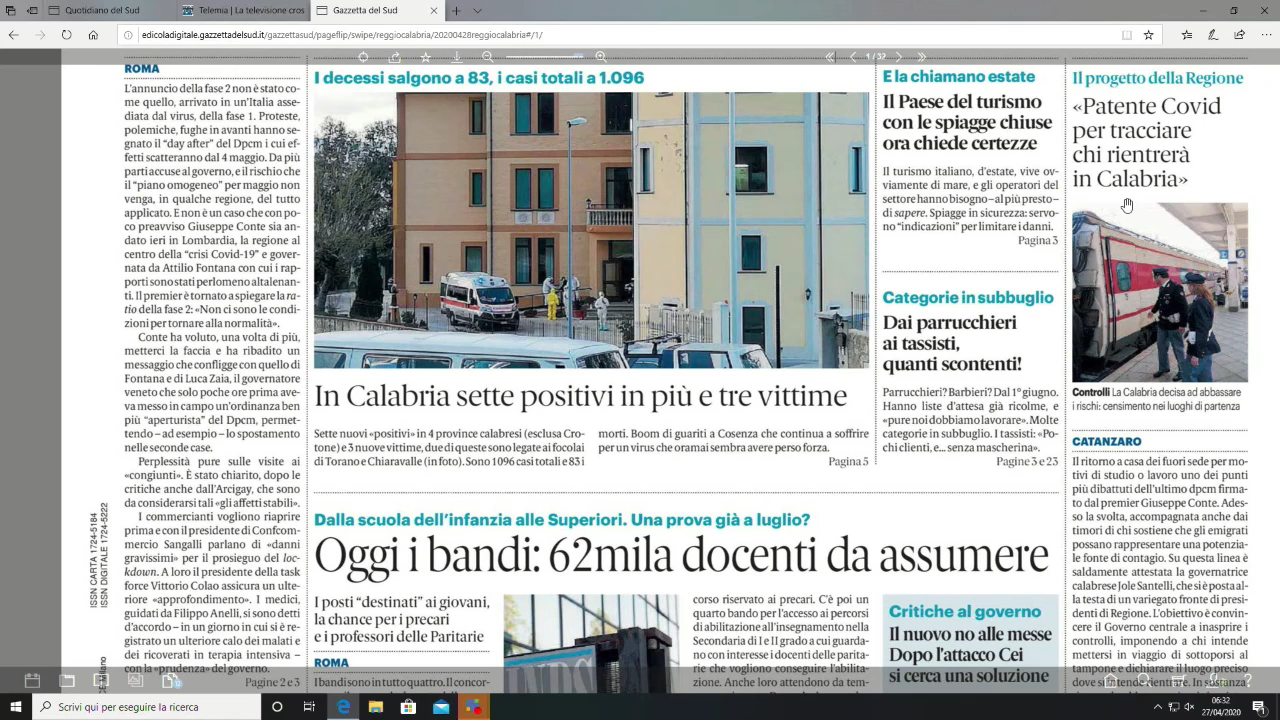 Quotidiano del Sud
Gazzetta del Sud
edicoladigitale.gazzettadelsud.it/gazzettasud/pageflip/swipe/reggiocalabria/20200428reggiocalabria#/1/
1 / 32
ROMA
L'annuncio della fase 2 non è stato co-
me quello, arrivato in un'Italia asse-
diata dal virus, della fase 1. Proteste,
polemiche, fughe in avanti hanno se-
gnato il "day after" del Dpcm i cui ef-
fetti scatteranno dal 4 maggio. Da più
parti accuse al governo, e il rischio che
il "piano omogeneo" per maggio non
venga, in qualche regione, del tutto
applicato. E non è un caso che con po-
co preavviso Giuseppe Conte sia an-
dato ieri in Lombardia, la regione al
centro della "crisi Covid-19" e gover-
nata da Attilio Fontana con cui i rap-
porti sono stati perlomeno altalenan-
ti. Il premier è tornato a spiegare la ra-
tio della fase 2: «Non ci sono le condi-
zioni per tornare alla normalità».
Conte ha voluto, una volta di più,
metterci la faccia e ha ribadito un
messaggio che confligge con quello di
Fontana e di Luca Zaia, il governatore
veneto che solo poche ore prima ave-
va messo in campo un'ordinanza ben
più "aperturista" del Dpcm, permet-
tendo – ad esempio – lo spostamento
nelle seconde case.
Perplessità pure sulle visite ai
«congiunti». È stato chiarito, dopo le
critiche anche dall'Arcigay, che sono
da considerarsi tali «gli affetti stabili».
I commercianti vogliono riaprire
prima e con il presidente di Confcom-
mercio Sangalli parlano di «danni
gravissimi» per il prosieguo del loc-
kdown. A loro il presidente della task
force Vittorio Colao assicura un ulte-
riore «approfondimento». I medici,
guidati da Filippo Anelli, si sono detti
d'accordo – in un giorno in cui si è re-
gistrato un ulteriore calo dei malati e
dei ricoverati in terapia intensiva –
con la «prudenza» del governo.
Pagine 2 e 3
ISSN CARTA 1724-5184
ISSN DIGITALE 1724-5222
I decessi salgono a 83, i casi totali a 1.096
In Calabria sette positivi in più e tre vittime
Sette nuovi «positivi» in 4 province calabresi (esclusa Cro-
tone) e 3 nuove vittime, due di queste sono legate ai focolai
di Torano e Chiaravalle (in foto). Sono 1096 casi totali e 83 i
morti. Boom di guariti a Cosenza che continua a soffrire
per un virus che oramai sembra avere perso forza.
Pagina 5
E la chiamano estate
Il Paese del turismo
con le spiagge chiuse
ora chiede certezze
Il turismo italiano, d'estate, vive ov-
viamente di mare, e gli operatori del
settore hanno bisogno – al più presto –
di sapere. Spiagge in sicurezza: servo-
no "indicazioni" per limitare i danni.
Pagina 3
Categorie in subbuglio
Dai parrucchieri
ai tassisti,
quanti scontenti!
Parrucchieri? Barbieri? Dal 1° giugno.
Hanno liste d'attesa già ricolme, e
«pure noi dobbiamo lavorare». Molte
categorie in subbuglio. I tassisti: «Po-
chi clienti, e... senza mascherina».
Pagine 3 e 23
Il progetto della Regione
«Patente Covid
per tracciare
chi rientrerà
in Calabria»
Controlli La Calabria decisa ad abbassare
i rischi: censimento nei luoghi di partenza
CATANZARO
Il ritorno a casa dei fuori sede per mo-
tivi di studio o lavoro uno dei punti
più dibattuti dell'ultimo dpcm firma-
to dal premier Giuseppe Conte. Ades-
so la svolta, accompagnata anche dai
timori di chi sostiene che gli emigrati
possano rappresentare una potenzia-
le fonte di contagio. Su questa linea è
saldamente attestata la governatrice
calabrese Jole Santelli, che si è posta al-
la testa di un variegato fronte di presi-
denti di Regione. L'obiettivo è convin-
cere il Governo centrale a inasprire i
controlli, imponendo a chi intende
mettersi in viaggio di sottoporsi al
tampone e dichiarare il luogo preciso
dove si intende rientrare. In sostanza,
Dalla scuola dell'infanzia alle Superiori. Una prova già a luglio?
Oggi i bandi: 62mila docenti da assumere
I posti "destinati" ai giovani,
la chance per i precari
e i professori delle Paritarie
ROMA
I bandi sono in tutto quattro. Il concor-
corso riservato ai precari. C'è poi un
quarto bando per l'accesso ai percorsi
di abilitazione all'insegnamento nella
Secondaria di I e II grado a cui guarda-
no con interesse i docenti delle parita-
rie che vogliono conseguire l'abilita-
zione. Anche loro attendono da tem-
Critiche al governo
Il nuovo no alle messe
Dopo l'attacco Cei
si cerca una soluzione
Scrivi qui per eseguire la ricerca
06:32
27/04/2020